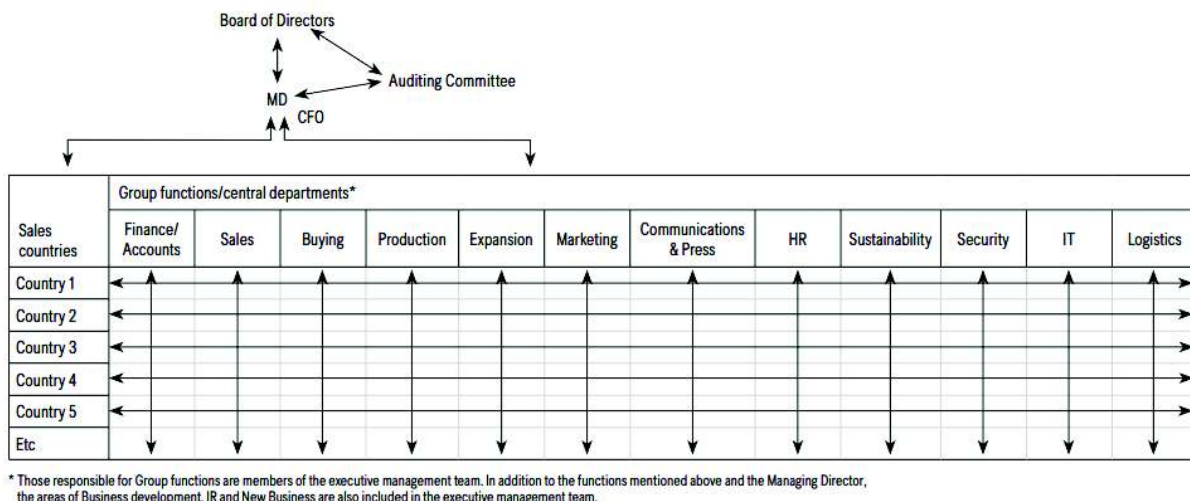 Board of Directors
Auditing Committee
MD
CFO
Group functions/central departments*
Sales
countries
Finance/
Accounts
Sales
Buying
Production
Expansion
Marketing
Communications
& Press
HR
Sustainability
Security
IT
Logistics
Country 1
Country 2
Country 3
Country 4
Country 5
Etc
* Those responsible for Group functions are members of the executive management team. In addition to the functions mentioned above and the Managing Director,
the areas of Business development, IR and New Business are also included in the executive management team.